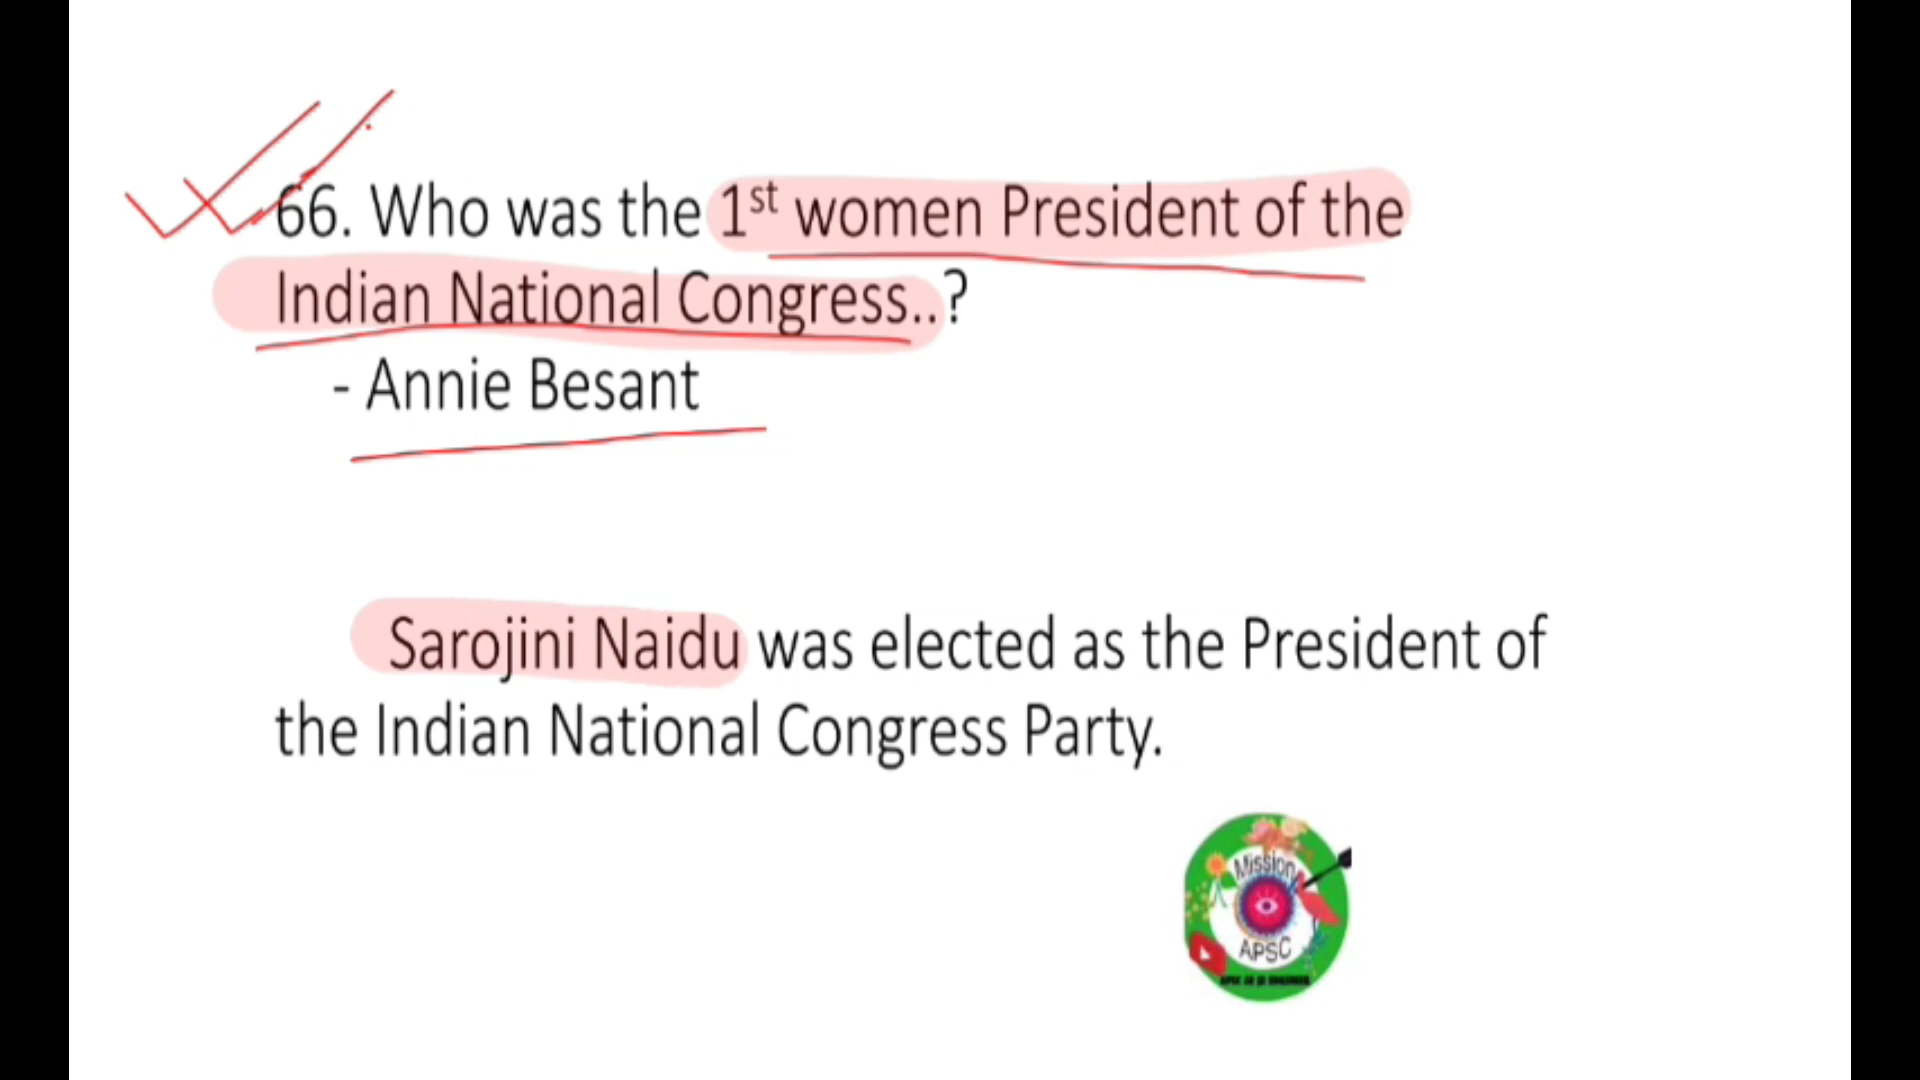 66. Who was the 1st women President of the
Indian National Congress..?
- Annie Besant
Sarojini Naidu was elected as the President of
the Indian National Congress Party.
Mission
APSC